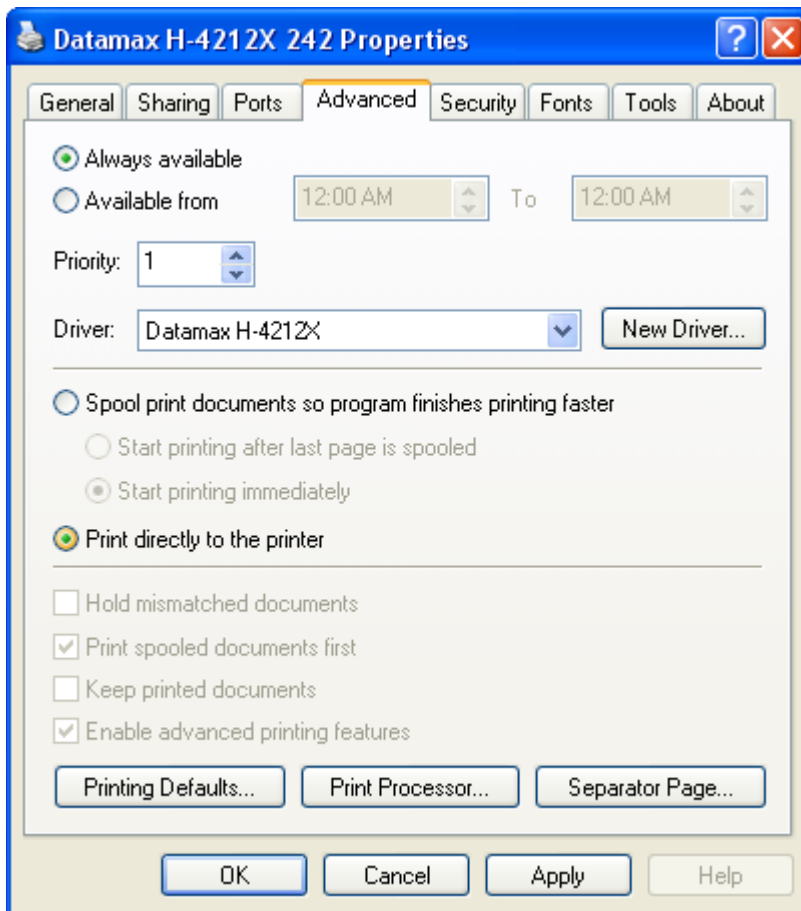 Datamax H-4212X 242 Properties
General Sharing Ports Advanced Security Fonts Tools About
Always available
Available from 12:00 AM To 12:00 AM
Priority: 1
Driver: Datamax H-4212X New Driver...
Spool print documents so program finishes printing faster
Start printing after last page is spooled
Start printing immediately
Print directly to the printer
Hold mismatched documents
Print spooled documents first
Keep printed documents
Enable advanced printing features
Printing Defaults... Print Processor... Separator Page...
OK Cancel Apply Help